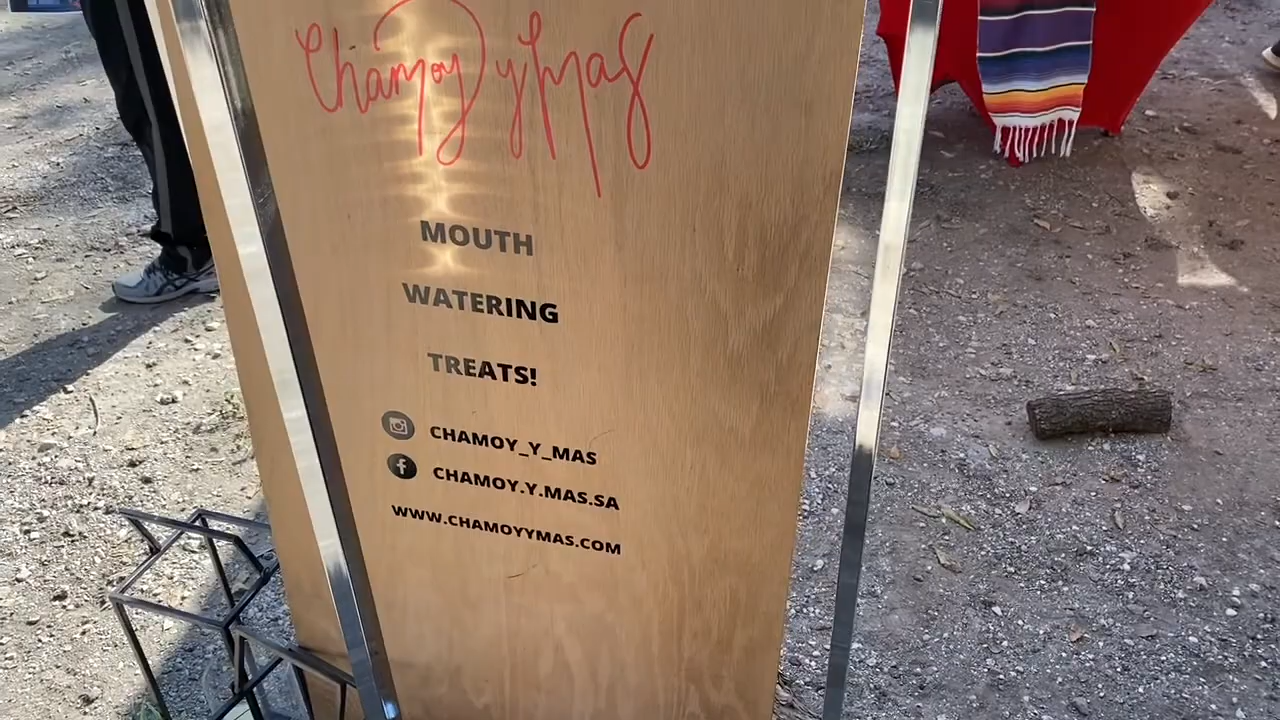 Chamoy y Mas
MOUTH
WATERING
TREATS!
CHAMOY_Y_MAS
CHAMOY.Y.MAS.SA
WWW.CHAMOYYMAS.COM